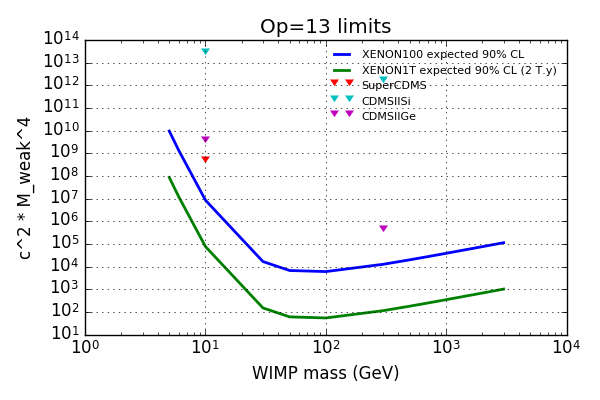 Op=13 limits
10^14
10^13
10^12
10^11
10^10
10^9
10^8
10^7
10^6
10^5
10^4
10^3
10^2
10^1
c^2 * M_weak^4
XENON100 expected 90% CL
XENON1T expected 90% CL (2 T.y)
SuperCDMS
CDMSIISi
CDMSIIGe
10^0 10^1 10^2 10^3 10^4
WIMP mass (GeV)